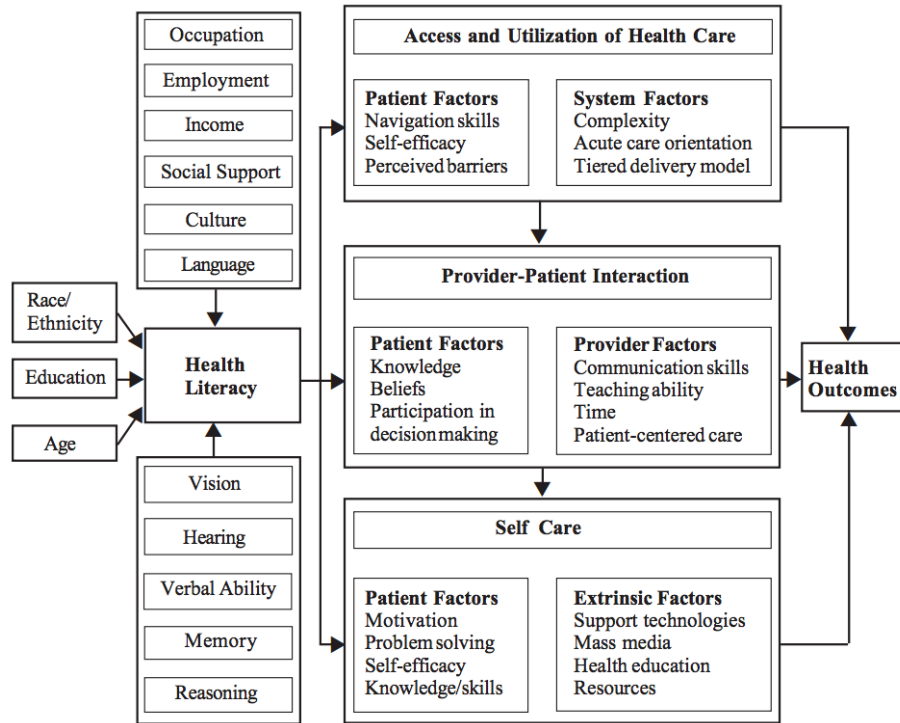 Occupation
Employment
Income
Social Support
Culture
Language
Race/
Ethnicity
Education
Age
Health
Literacy
Vision
Hearing
Verbal Ability
Memory
Reasoning
Access and Utilization of Health Care
Patient Factors
Navigation skills
Self-efficacy
Perceived barriers
System Factors
Complexity
Acute care orientation
Tiered delivery model
Provider-Patient Interaction
Patient Factors
Knowledge
Beliefs
Participation in
decision making
Provider Factors
Communication skills
Teaching ability
Time
Patient-centered care
Self Care
Patient Factors
Motivation
Problem solving
Self-efficacy
Knowledge/skills
Extrinsic Factors
Support technologies
Mass media
Health education
Resources
Health
Outcomes